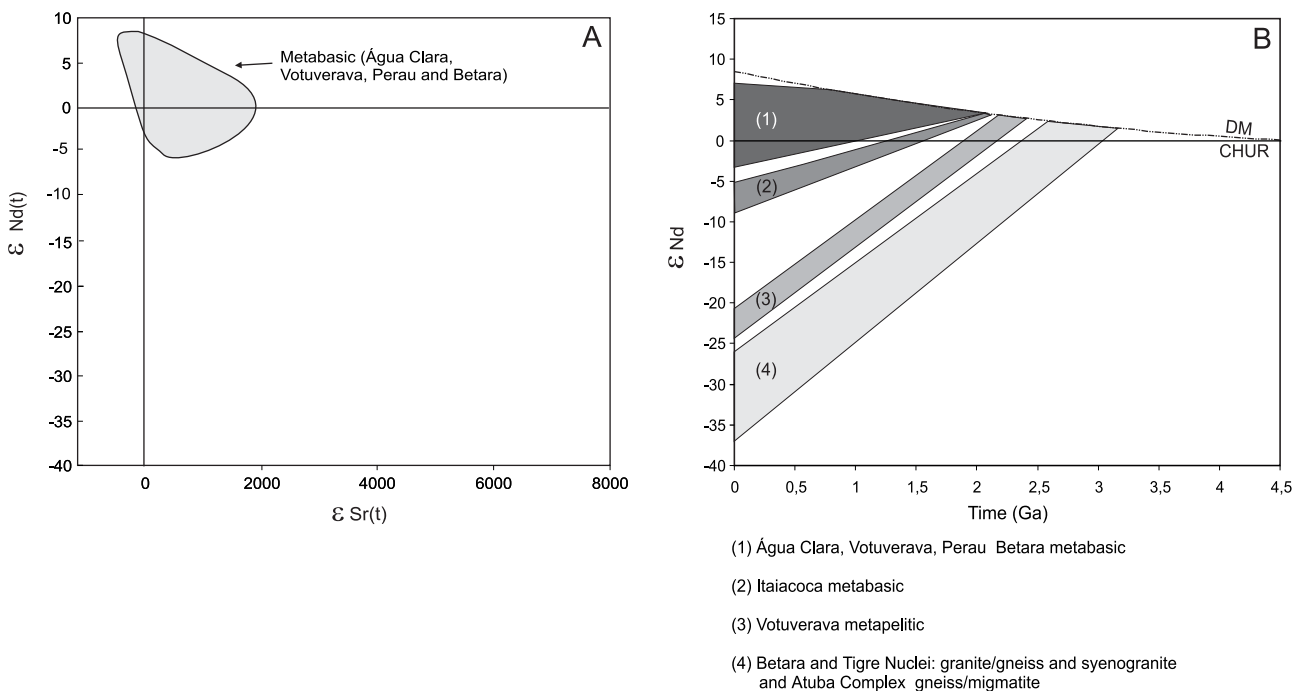 A
10
5
0
-5
-10
-15
-20
-25
-30
-35
-40
0
2000
4000
6000
8000
ε Nd(t)
ε Sr(t)
Metabasic (Água Clara,
Votuverava, Perau and Betara)
B
15
10
5
0
-5
-10
-15
-20
-25
-30
-35
-40
0
0,5
1
1,5
2
2,5
3
3,5
4
4,5
ε Nd
Time (Ga)
DM
CHUR
(1)
(2)
(3)
(4)
(1) Água Clara, Votuverava, Perau Betara metabasic
(2) Itaiacoca metabasic
(3) Votuverava metapelitic
(4) Betara and Tigre Nuclei: granite/gneiss and syenogranite
and Atuba Complex gneiss/migmatite